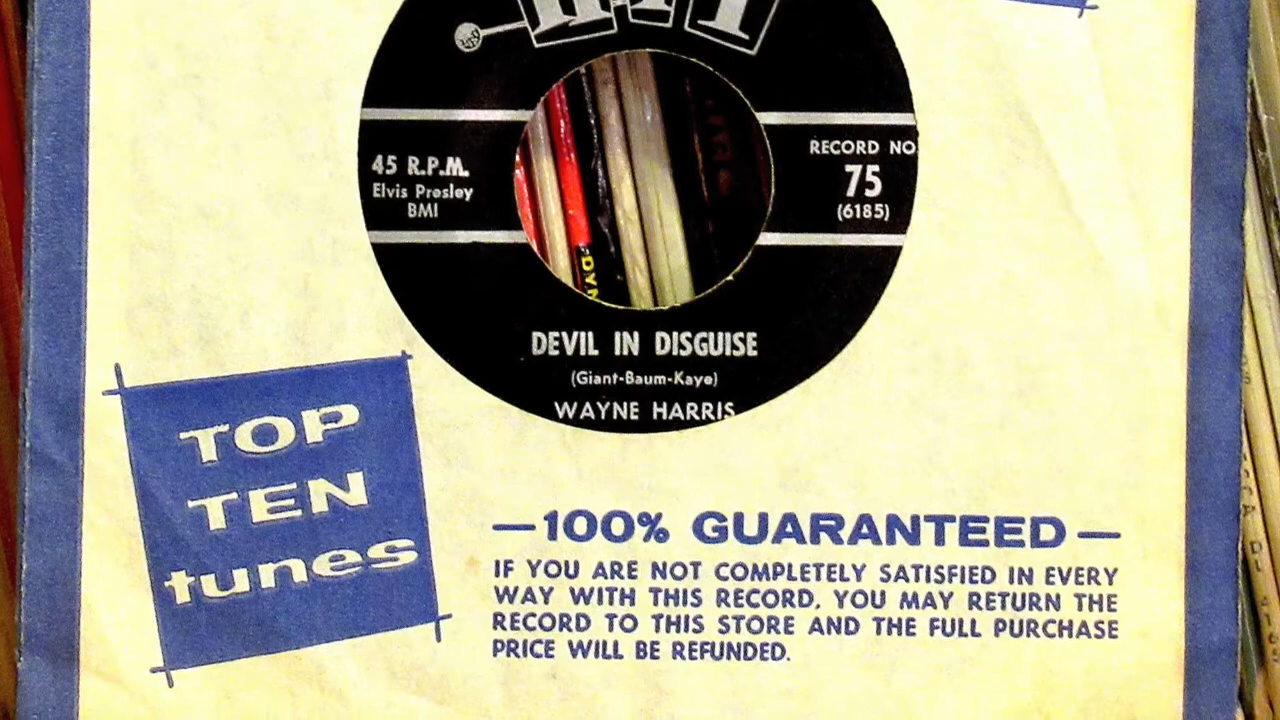 HIT
45 R.P.M.
Elvis Presley
BMI
RECORD NO
75
(6185)
DEVIL IN DISGUISE
(Giant-Baum-Kaye)
WAYNE HARRIS
TOP
TEN
tunes
—100% GUARANTEED—
IF YOU ARE NOT COMPLETELY SATISFIED IN EVERY
WAY WITH THIS RECORD, YOU MAY RETURN THE
RECORD TO THIS STORE AND THE FULL PURCHASE
PRICE WILL BE REFUNDED.